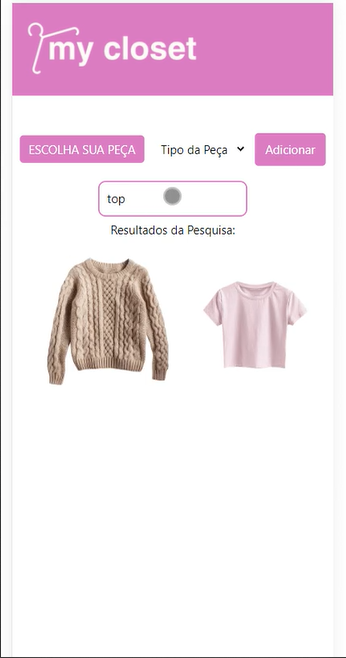 my closet
ESCOLHA SUA PEÇA
Tipo da Peça
Adicionar
top
Resultados da Pesquisa: